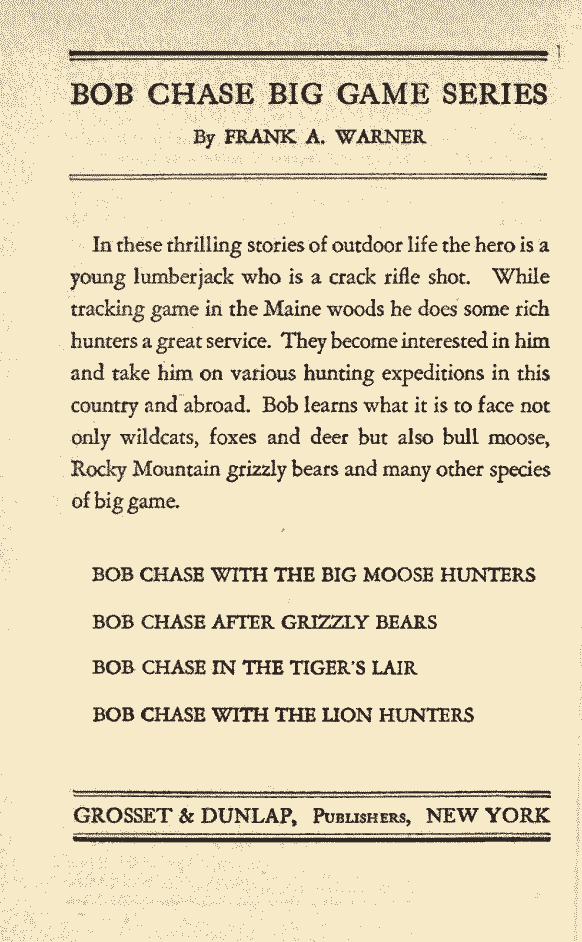 BOB CHASE BIG GAME SERIES
By FRANK A. WARNER
In these thrilling stories of outdoor life the hero is a
young lumberjack who is a crack rifle shot. While
tracking game in the Maine woods he does some rich
hunters a great service. They become interested in him
and take him on various hunting expeditions in this
country and abroad. Bob learns what it is to face not
only wildcats, foxes and deer but also bull moose,
Rocky Mountain grizzly bears and many other species
of big game.
BOB CHASE WITH THE BIG MOOSE HUNTERS
BOB CHASE AFTER GRIZZLY BEARS
BOB CHASE IN THE TIGER'S LAIR
BOB CHASE WITH THE LION HUNTERS
GROSSET & DUNLAP, PUBLISHERS, NEW YORK